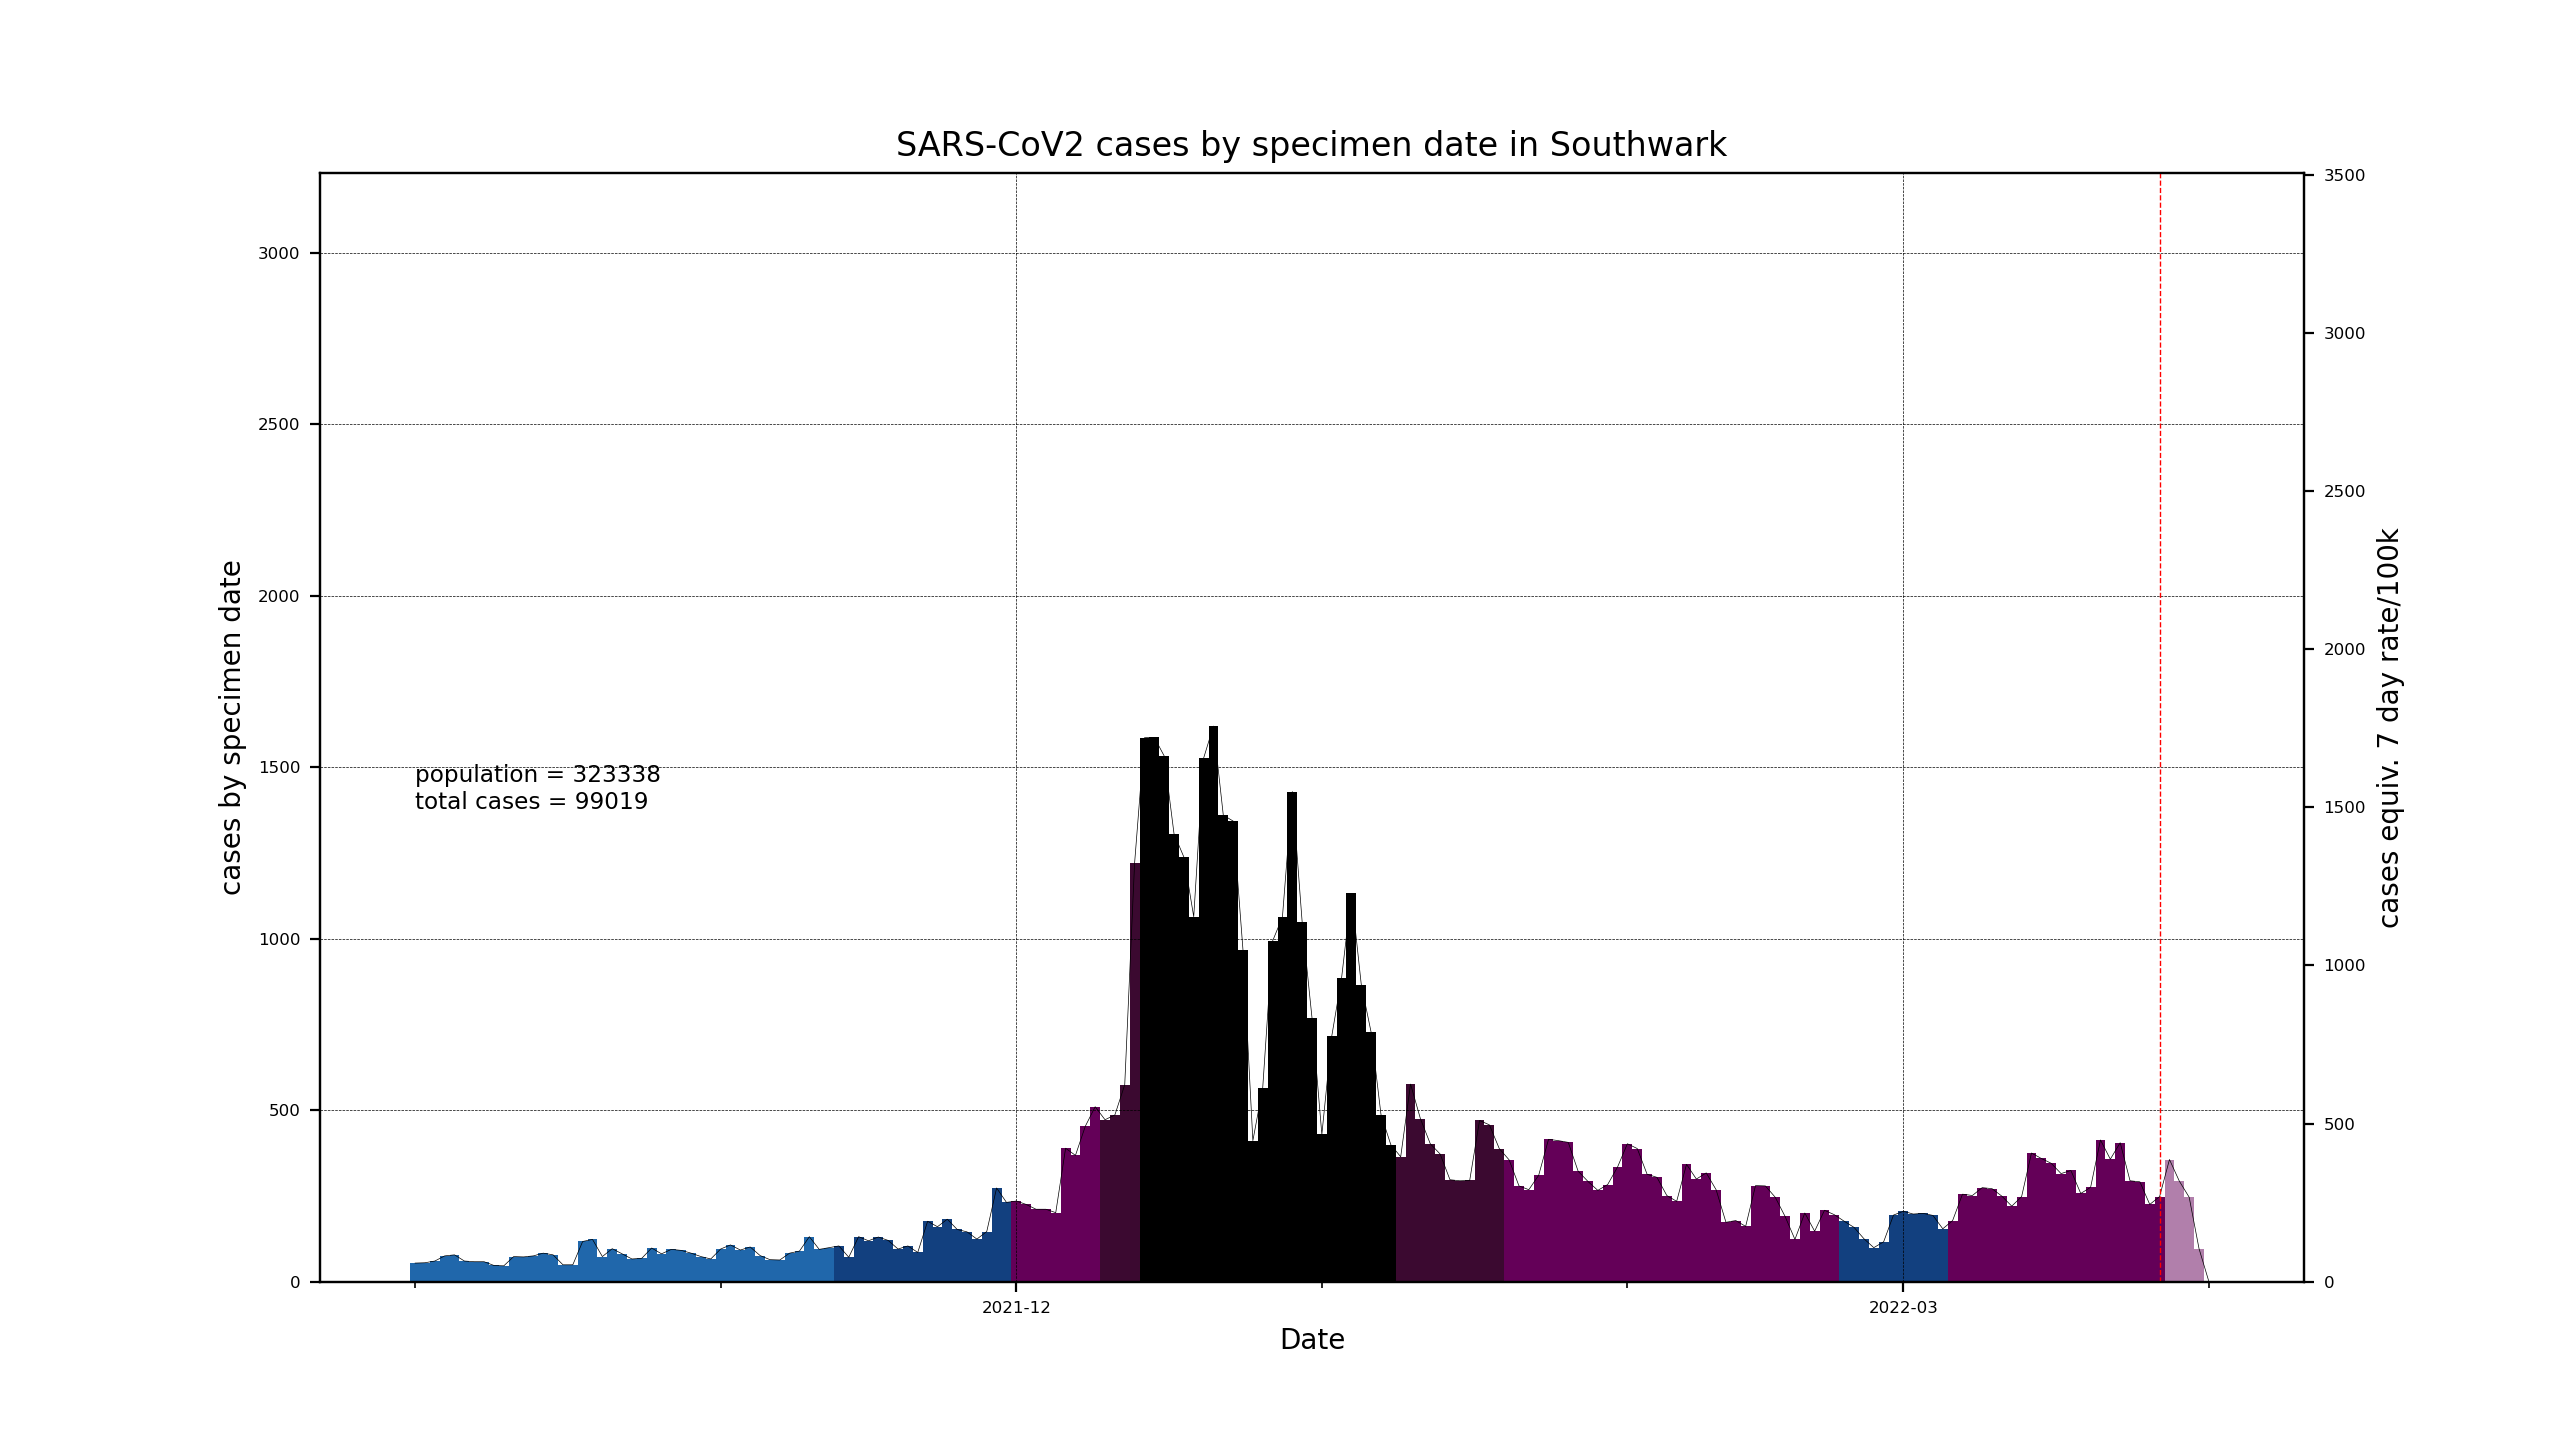 SARS-CoV2 cases by specimen date in Southwark
cases by specimen date
3000
2500
2000
1500
1000
500
0
population = 323338
total cases = 99019
3500
3000
2500
2000
1500
1000
500
0
cases equiv. 7 day rate/100k
2021-12
2022-03
Date